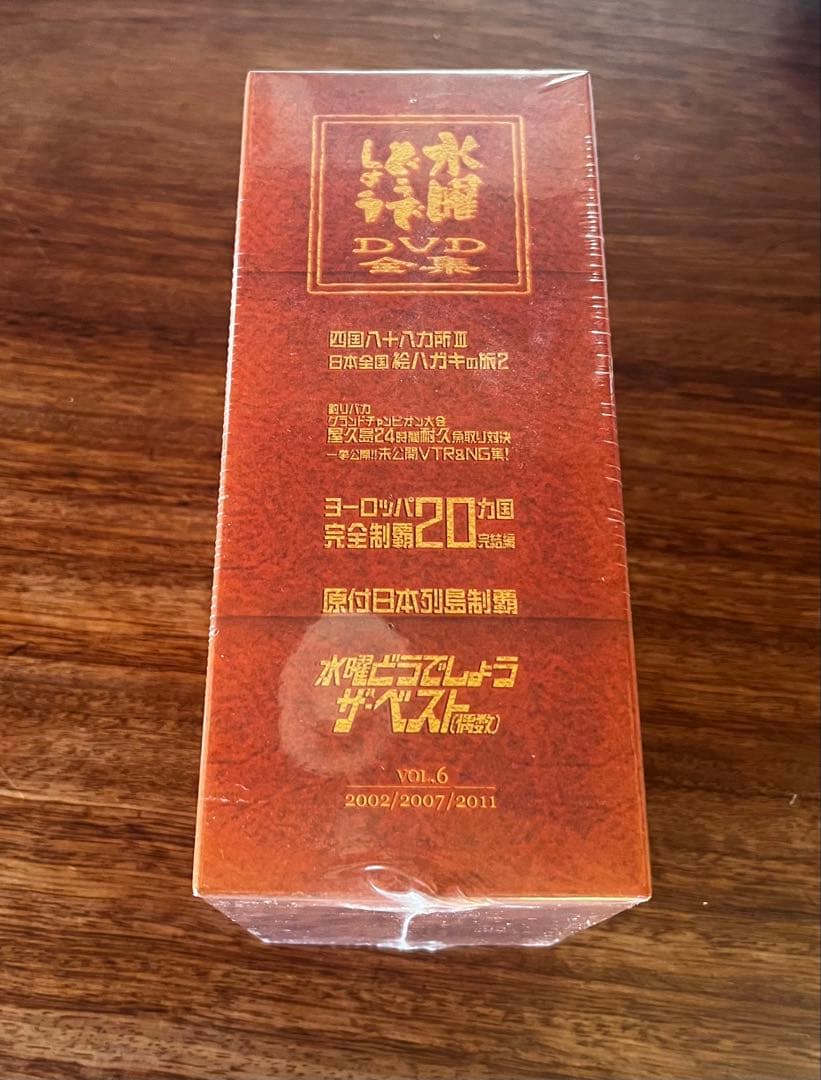 水曜
どうで
しょう
DVD
全集
四国八十八カ所III
日本全国 絵ハガキの旅2
釣りバカ
グランドチャンピオン大会
屋久島24時間耐久魚取り対決
一挙公開!!未公開VTR&NG集!
ヨーロッパ20カ国
完全制覇 完結編
原付日本列島制覇
水曜どうでしょう
ザ・ベスト(偶数)
VOL.6
2002/2007/2011